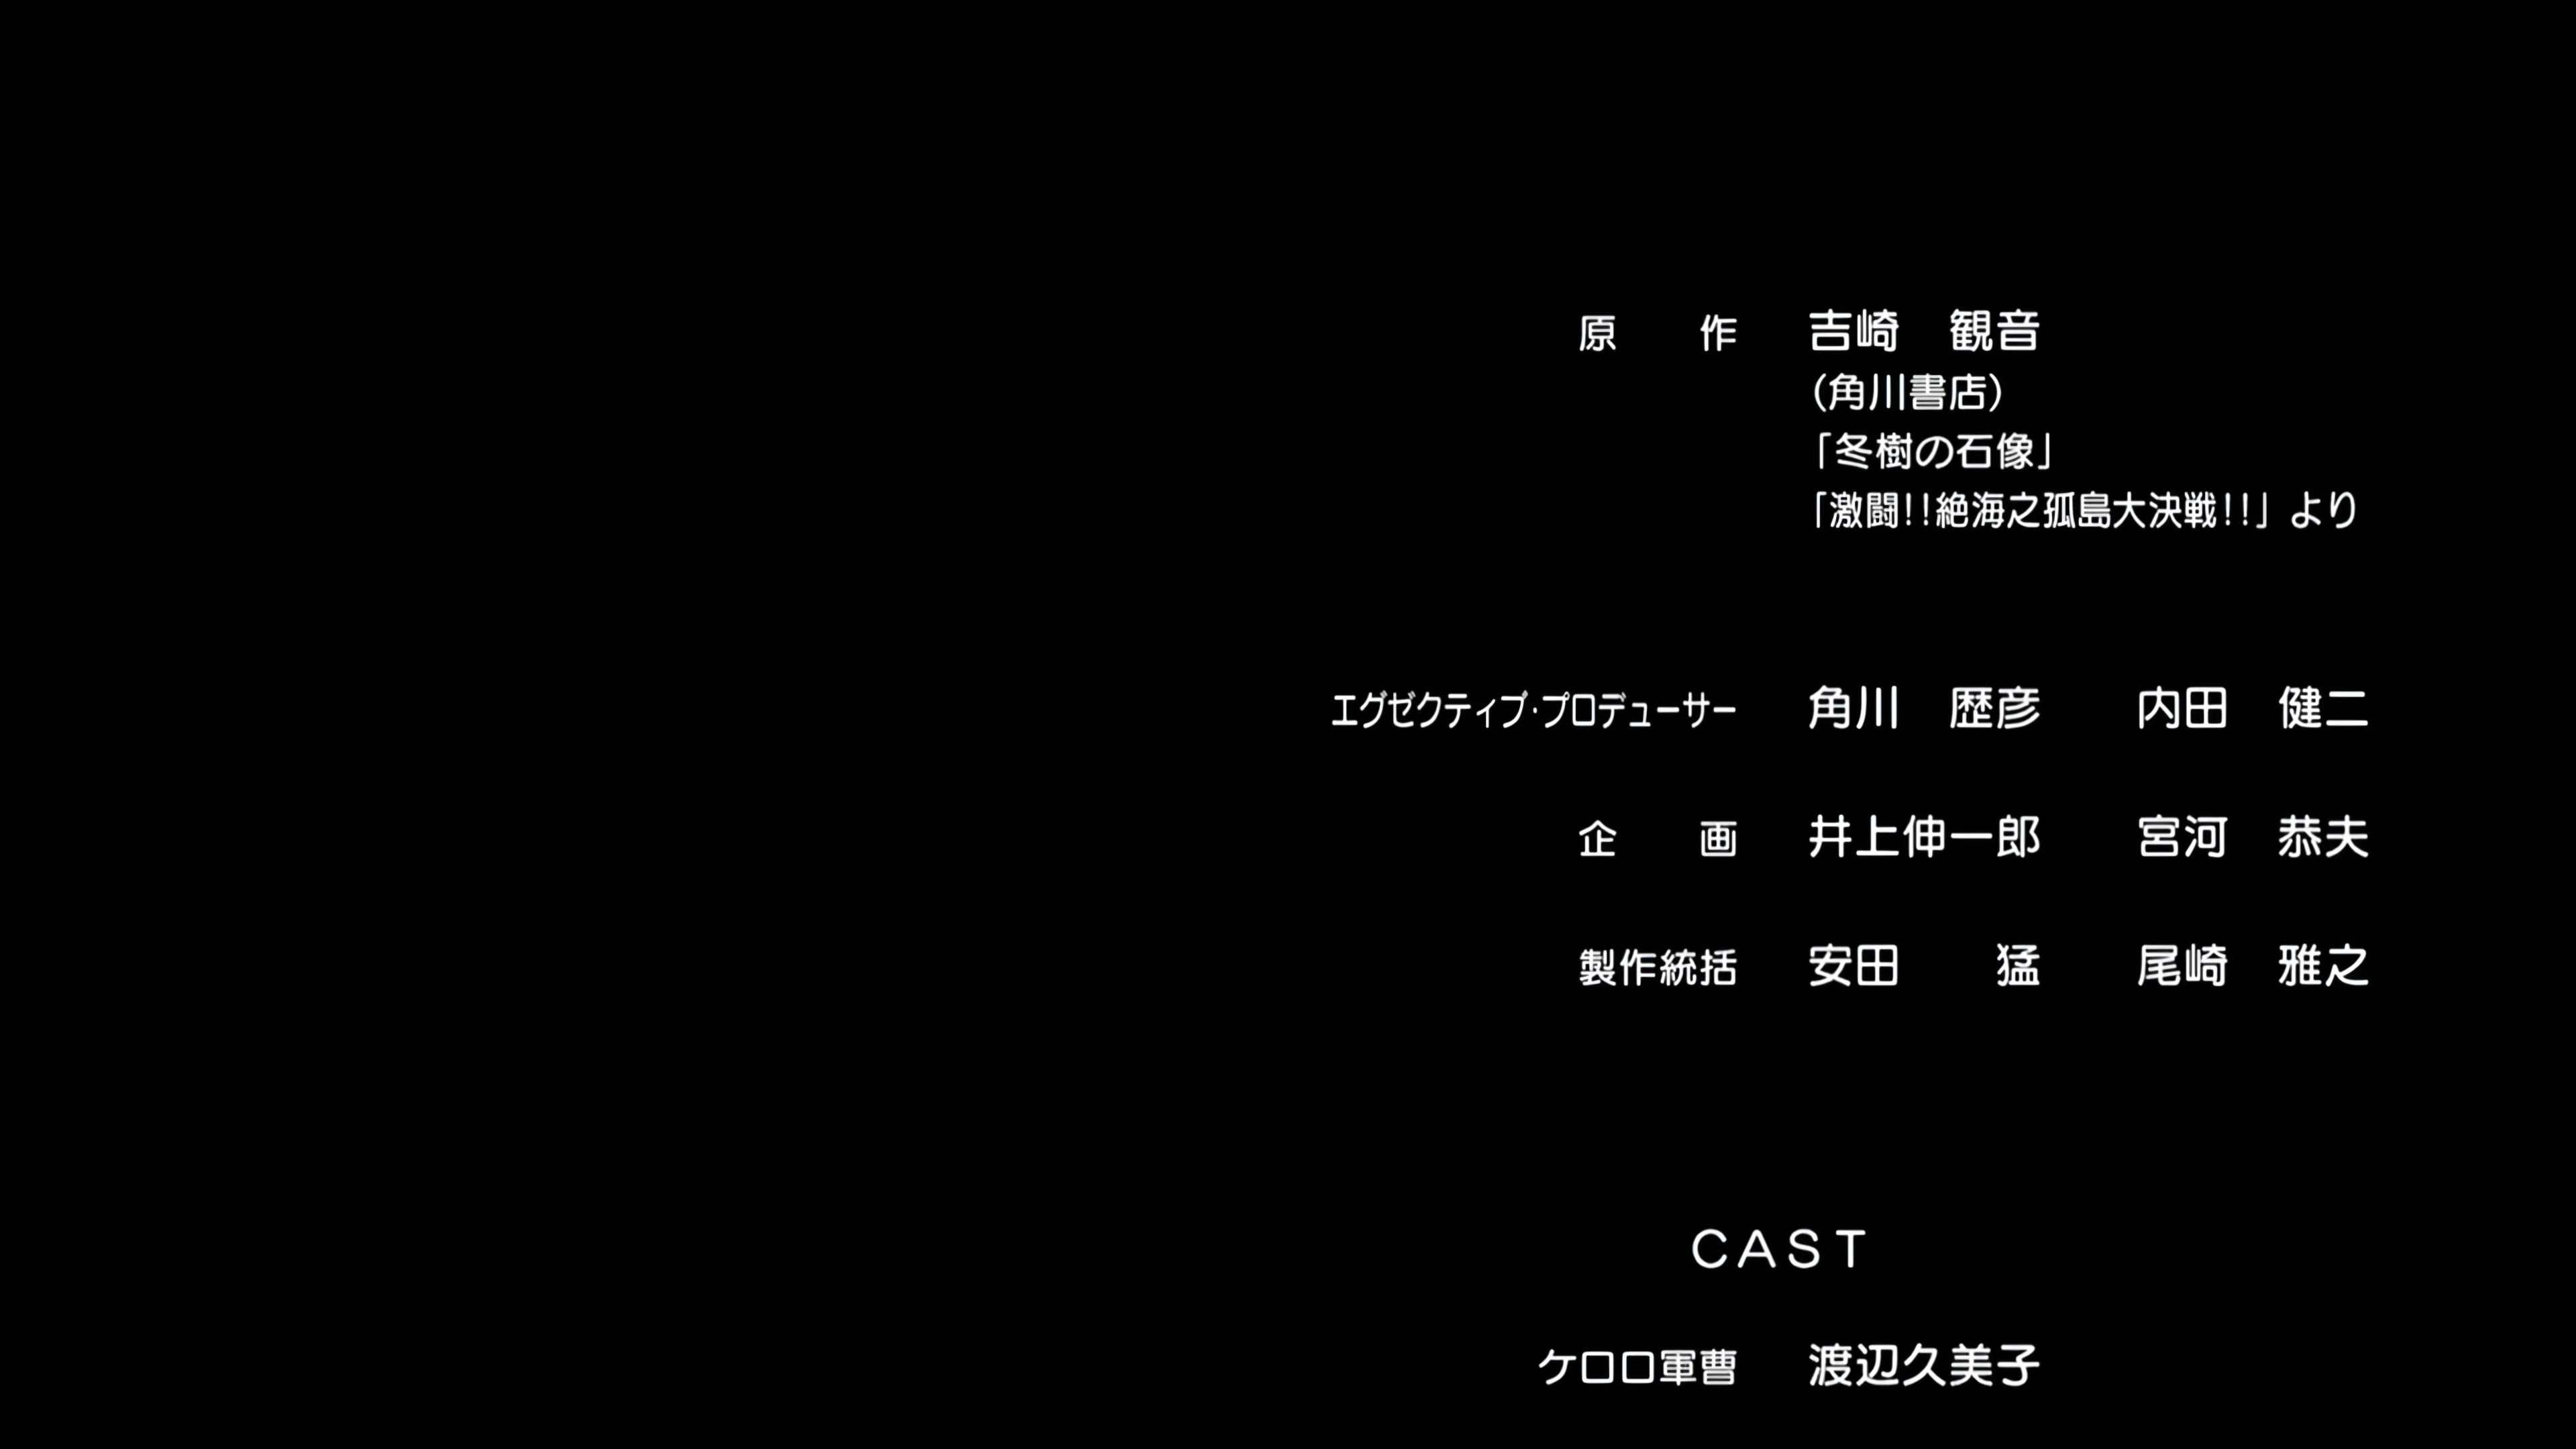 原　　作　吉崎　観音
（角川書店）
「冬樹の石像」
「激闘!!絶海之孤島大決戦!!」より
エグゼクティブ・プロデューサー　角川　歴彦　　内田　健二
企　　画　井上伸一郎　　宮河　恭夫
製作統括　安田　　猛　　尾崎　雅之
CAST
ケロロ軍曹　渡辺久美子